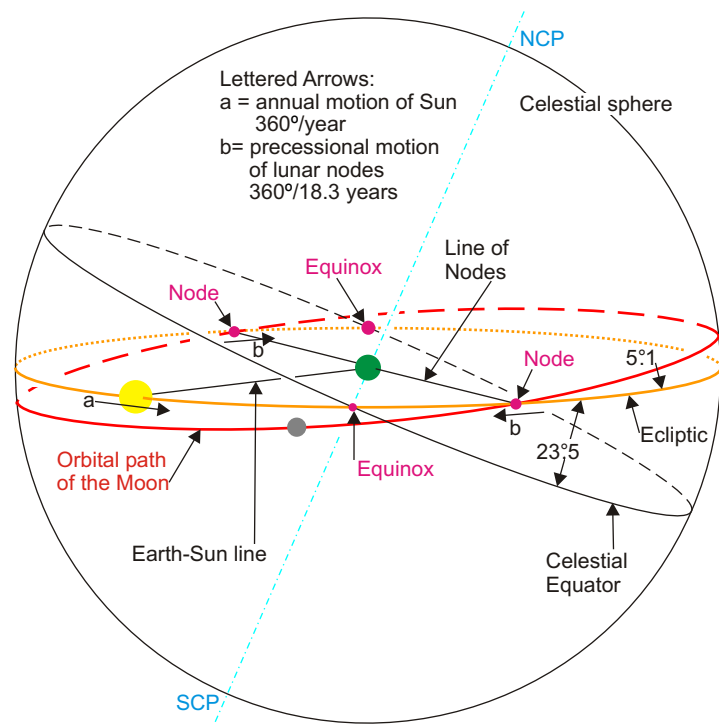 NCP
Lettered Arrows:
a = annual motion of Sun
360º/year
b= precessional motion
of lunar nodes
360º/18.3 years
Celestial sphere
Equinox
Line of
Nodes
Node
b
Node
5°1
a
b
Ecliptic
23°5
Orbital path
of the Moon
Equinox
Earth-Sun line
Celestial
Equator
SCP